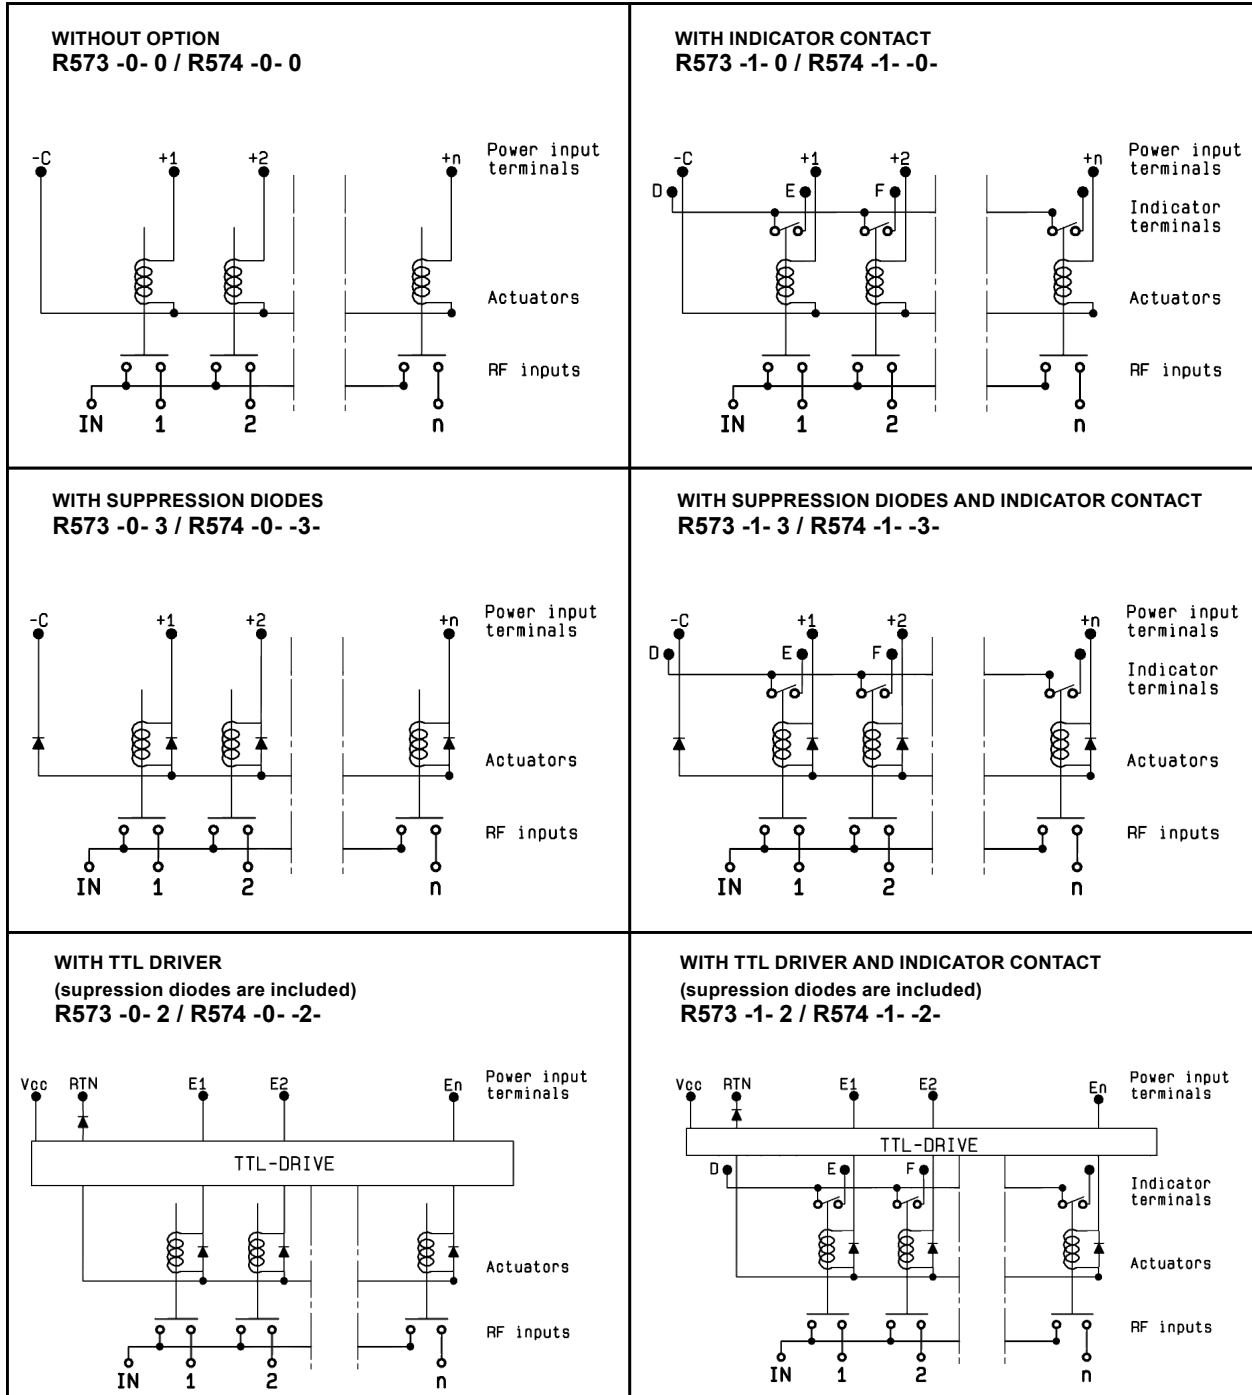 WITHOUT OPTION
R573 -0- 0 / R574 -0- 0
-C +1 +2 +n
Power input
terminals
Actuators
RF inputs
IN 1 2 n
WITH INDICATOR CONTACT
R573 -1- 0 / R574 -1- -0-
-C +1 +2 +n
Power input
terminals
D E F
Indicator
terminals
Actuators
RF inputs
IN 1 2 n
WITH SUPPRESSION DIODES
R573 -0- 3 / R574 -0- -3-
-C +1 +2 +n
Power input
terminals
Actuators
RF inputs
IN 1 2 n
WITH SUPPRESSION DIODES AND INDICATOR CONTACT
R573 -1- 3 / R574 -1- -3-
-C +1 +2 +n
Power input
terminals
D E F
Indicator
terminals
Actuators
RF inputs
IN 1 2 n
WITH TTL DRIVER
(supression diodes are included)
R573 -0- 2 / R574 -0- -2-
Vcc RTN E1 E2 En
Power input
terminals
TTL-DRIVE
Actuators
RF inputs
IN 1 2 n
WITH TTL DRIVER AND INDICATOR CONTACT
(supression diodes are included)
R573 -1- 2 / R574 -1- -2-
Vcc RTN E1 E2 En
Power input
terminals
TTL-DRIVE
D E F
Indicator
terminals
Actuators
RF inputs
IN 1 2 n